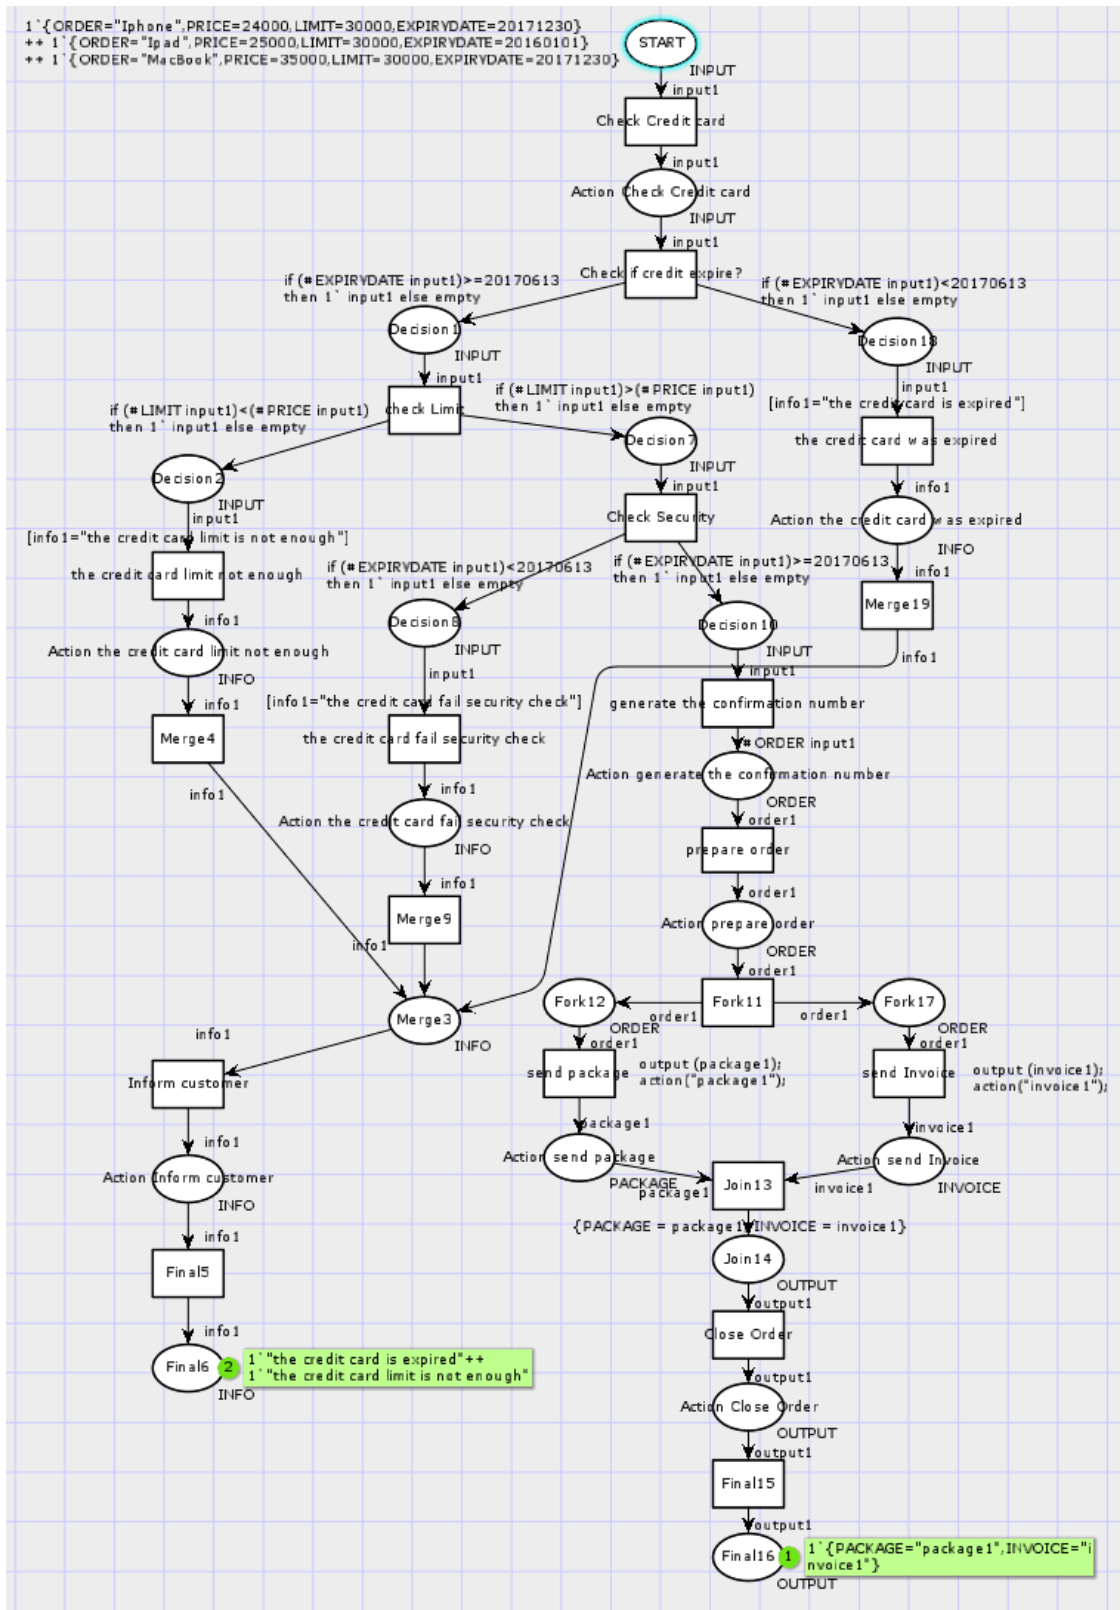 1`{ORDER="Iphone",PRICE=24000,LIMIT=30000,EXPIRYDATE=20171230}
++ 1`{ORDER="Ipad",PRICE=25000,LIMIT=30000,EXPIRYDATE=20160101}
++ 1`{ORDER="MacBook",PRICE=35000,LIMIT=30000,EXPIRYDATE=20171230}
START
INPUT
input1
Check Credit card
input1
Action Check Credit card
INPUT
input1
Check if credit expire?
if (#EXPIRYDATE input1)>=20170613
then 1` input1 else empty
if (#EXPIRYDATE input1)<20170613
then 1` input1 else empty
Decision1
INPUT
Decision18
INPUT
input1
input1
check Limit
if (#LIMIT input1)<(#PRICE input1)
then 1` input1 else empty
if (#LIMIT input1)>(#PRICE input1)
then 1` input1 else empty
[info1="the credit card is expired"]
the credit card was expired
Decision7
INPUT
Decision2
INPUT
input1
input1
info1
[info1="the credit card limit is not enough"]
Check Security
Action the credit card was expired
INFO
the credit card limit not enough
if (#EXPIRYDATE input1)<20170613
then 1` input1 else empty
if (#EXPIRYDATE input1)>=20170613
then 1` input1 else empty
info1
Merge19
info1
info1
Decision8
INPUT
Decision10
INPUT
Action the credit card limit not enough
INFO
input1
input1
info1
[info1="the credit card fail security check"]
generate the confirmation number
Merge4
the credit card fail security check
#ORDER input1
Action generate the confirmation number
ORDER
info1
info1
Action the credit card fail security check
INFO
order1
prepare order
info1
order1
Merge9
Action prepare order
ORDER
info1
order1
Merge3
INFO
Fork12
ORDER
order1
Fork11
order1
Fork17
ORDER
info1
order1
order1
Inform customer
send package
output (package1);
action("package1");
send Invoice
output (invoice1);
action("invoice1");
info1
package1
invoice1
Action Inform customer
INFO
Action send package
PACKAGE
Action send Invoice
INVOICE
package1
Join13
invoice1
info1
{PACKAGE = package1,INVOICE = invoice1}
Final5
Join14
OUTPUT
output1
info1
Close Order
Final6
2
1`"the credit card is expired"++
1`"the credit card limit is not enough"
INFO
output1
Action Close Order
OUTPUT
output1
Final15
output1
Final16
1
1`{PACKAGE="package1",INVOICE="i
nvoice1"}
OUTPUT